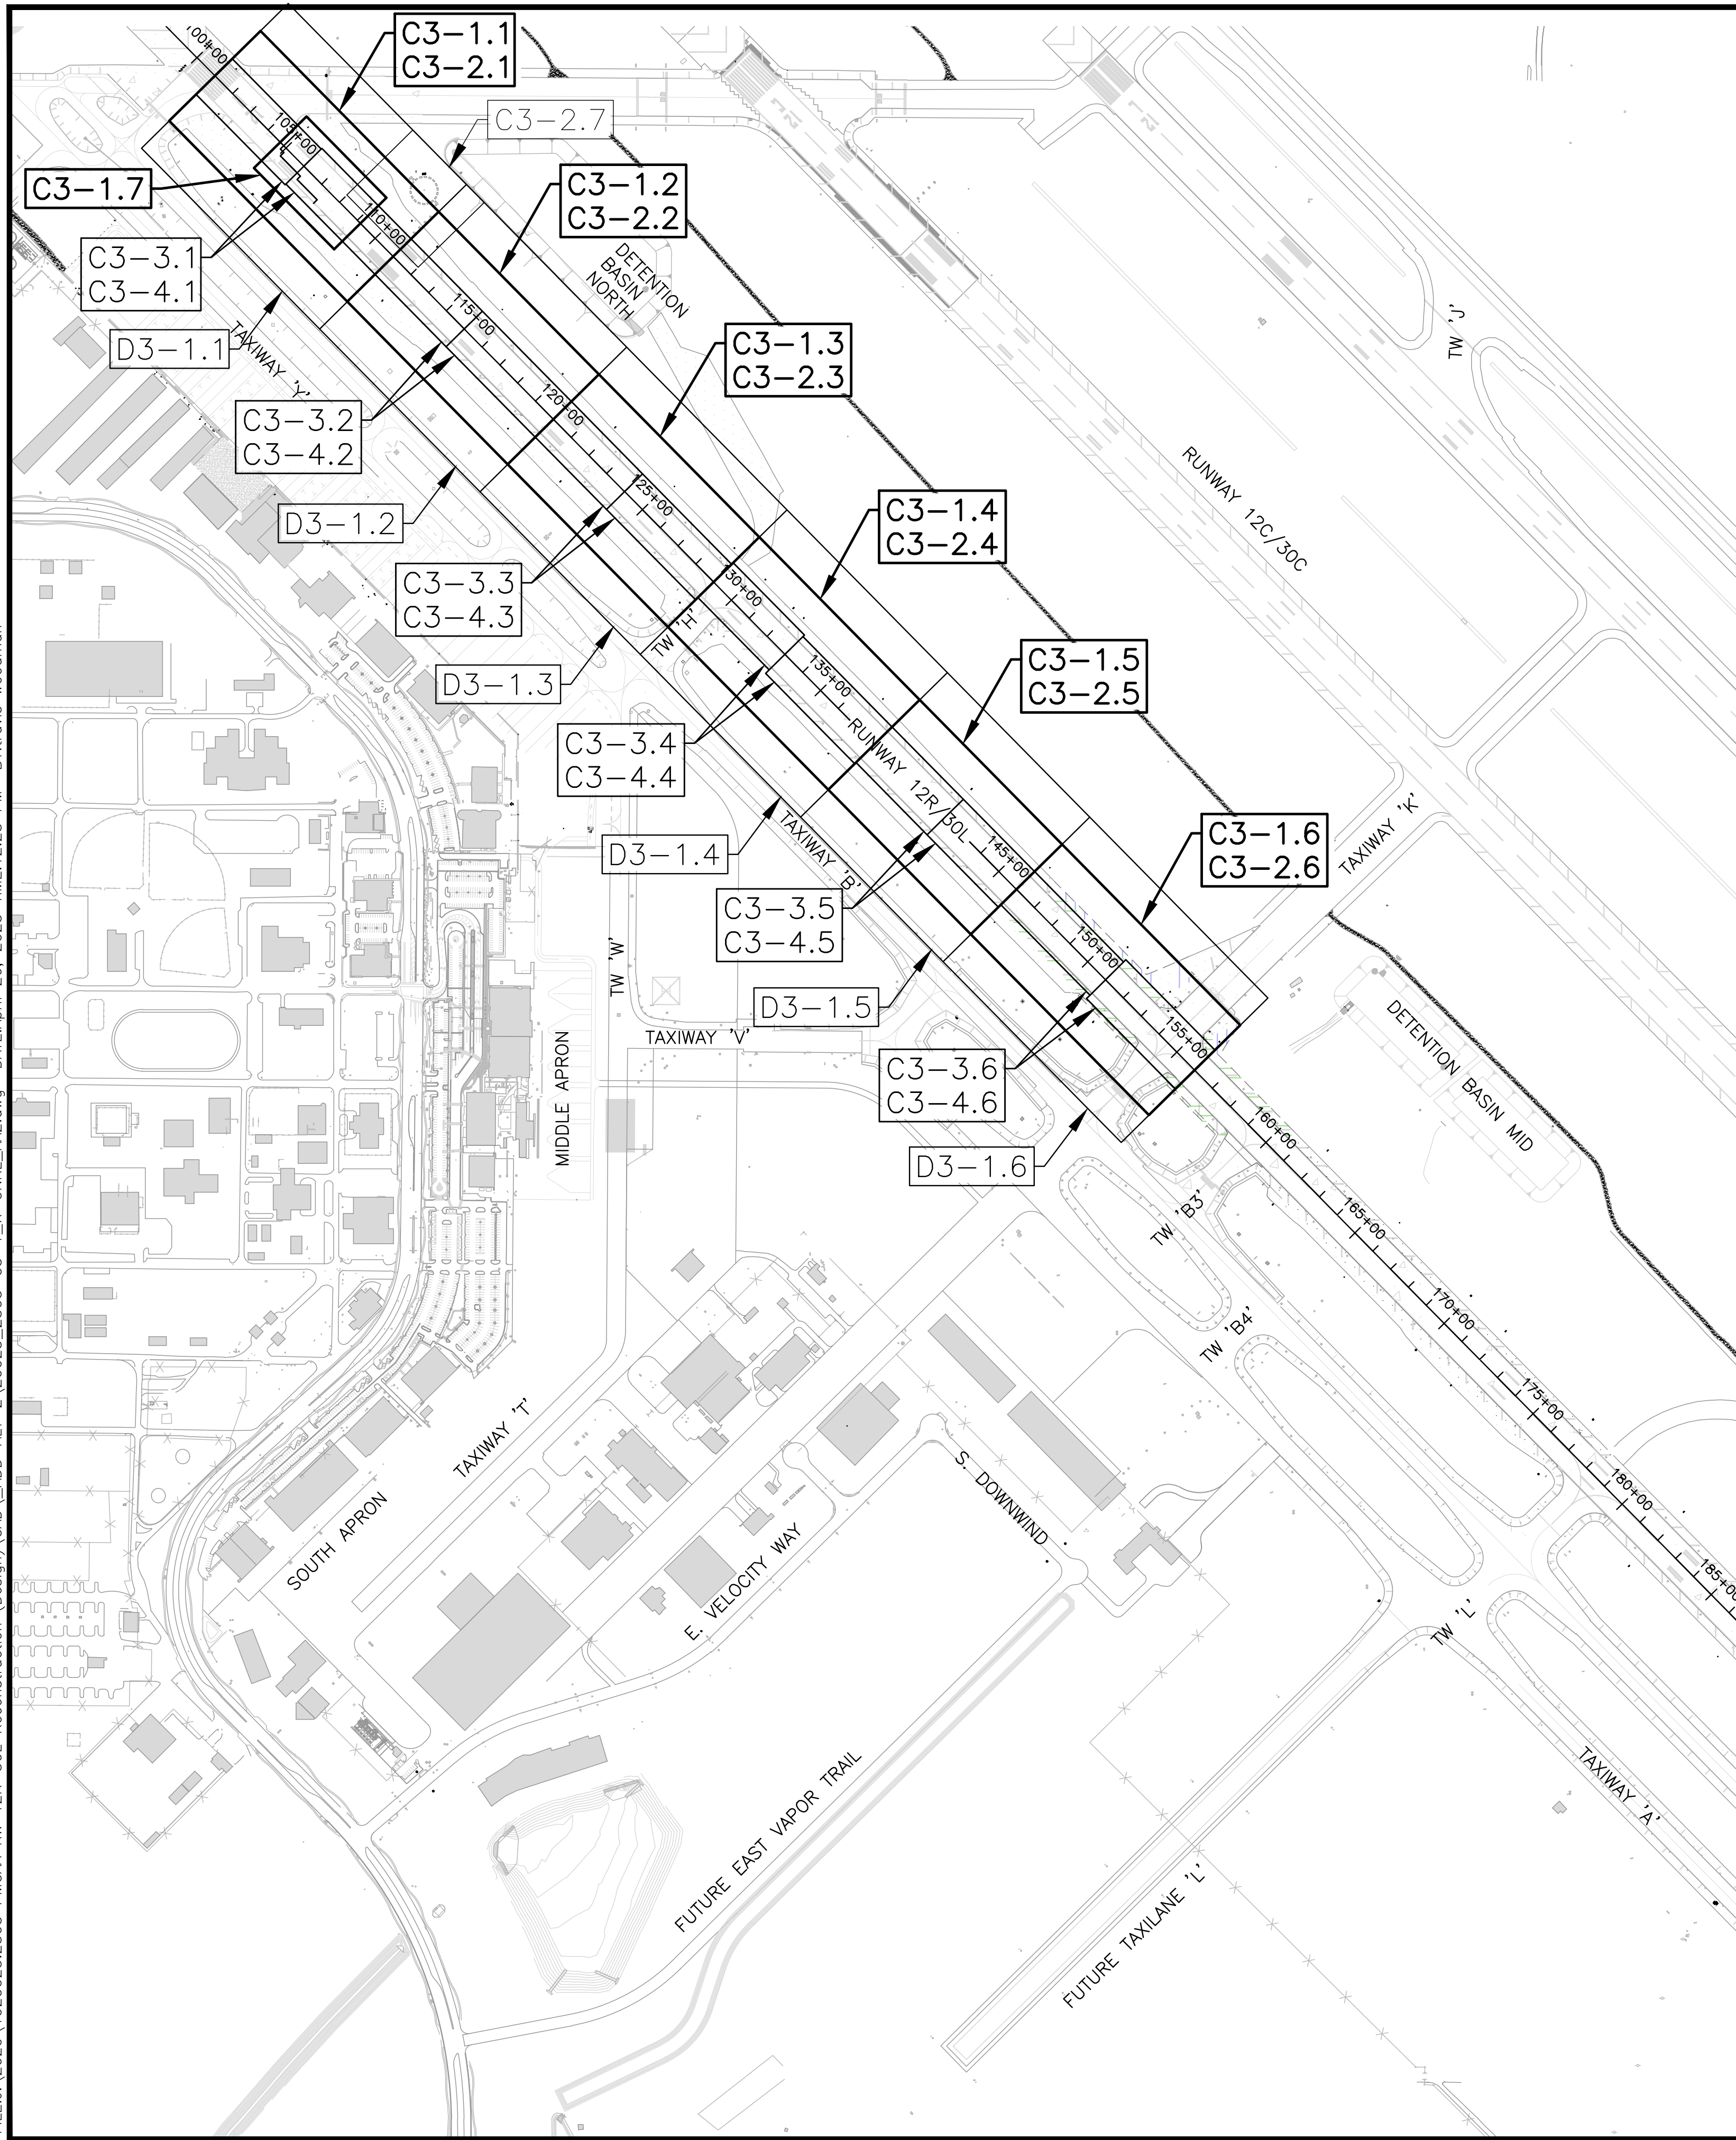 100+00
C3-1.1
C3-2.1
C3-2.7
105+00
C3-1.7
C3-1.2
C3-2.2
C3-3.1
C3-4.1
110+00
DETENTION
BASIN
NORTH
D3-1.1
TAXIWAY 'Y'
115+00
C3-1.3
C3-2.3
TW 'J'
C3-3.2
C3-4.2
120+00
D3-1.2
125+00
RUNWAY 12C/30C
C3-1.4
C3-2.4
C3-3.3
C3-4.3
130+00
TW 'H'
D3-1.3
135+00
C3-1.5
C3-2.5
C3-3.4
C3-4.4
RUNWAY 12R/30L
D3-1.4
TAXIWAY 'B'
145+00
C3-1.6
C3-2.6
TAXIWAY 'K'
C3-3.5
C3-4.5
150+00
TW 'W'
D3-1.5
TAXIWAY 'V'
155+00
DETENTION BASIN MID
MIDDLE APRON
C3-3.6
C3-4.6
160+00
D3-1.6
TW 'B3'
165+00
170+00
TW 'B4'
175+00
TAXIWAY 'T'
180+00
S. DOWNWIND
SOUTH APRON
E. VELOCITY WAY
185+00
TW 'L'
TAXIWAY 'A'
FUTURE EAST VAPOR TRAIL
FUTURE TAXILANE 'L'